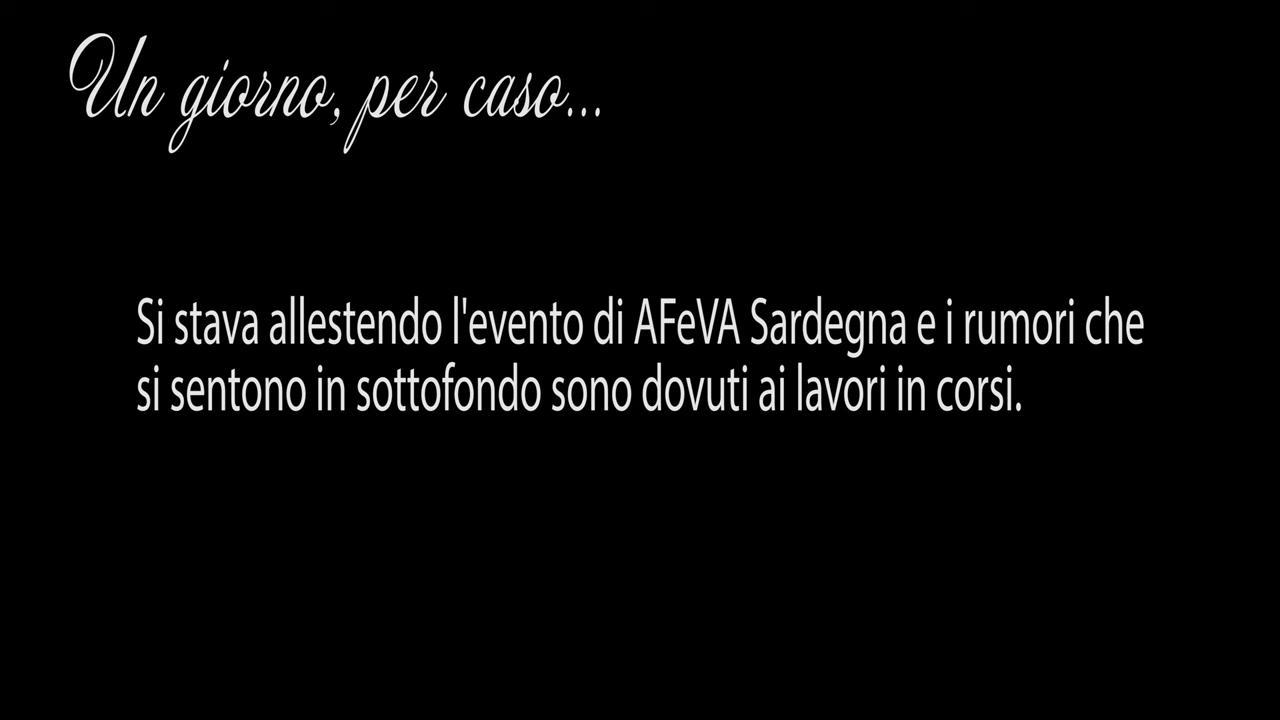 Un giorno, per caso...
Si stava allestendo l'evento di AFeVA Sardegna e i rumori che
si sentono in sottofondo sono dovuti ai lavori in corsi.